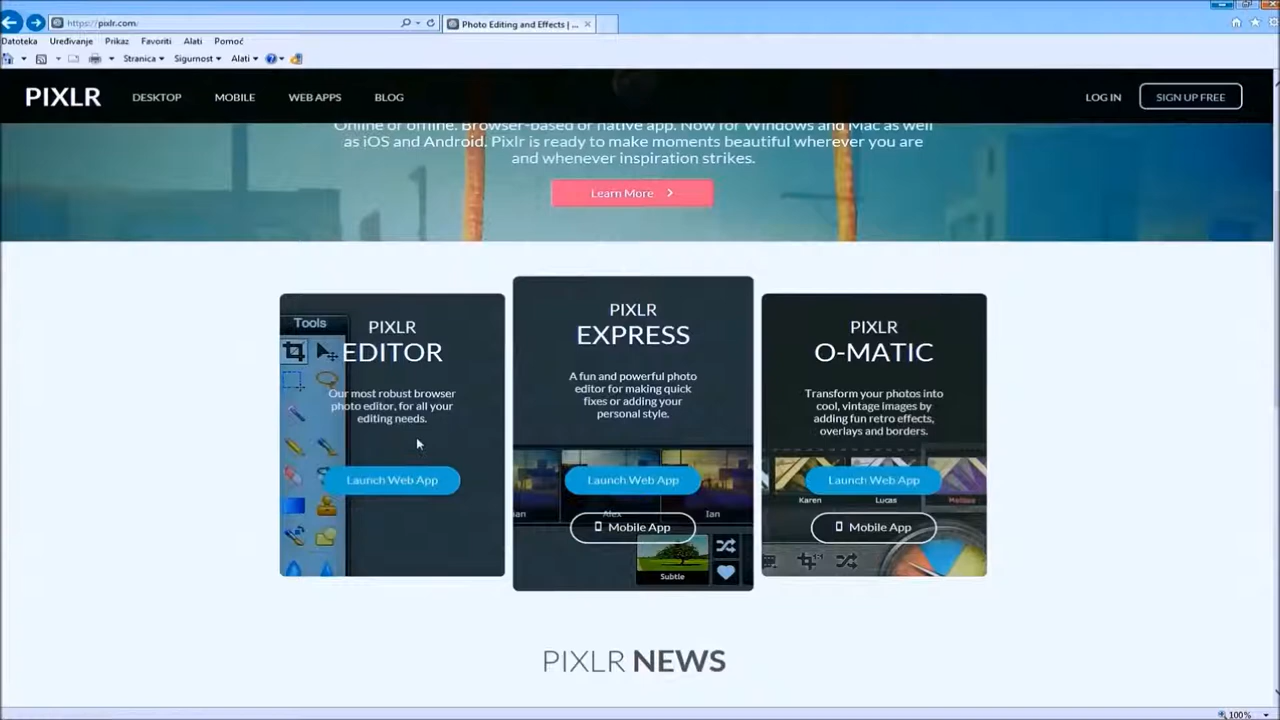 https://pixlr.com/
Photo Editing and Effects | ...
Datoteka Uređivanje Prikaz Favoriti Alati Pomoć
Stranica Sigurnost Alati
PIXLR DESKTOP MOBILE WEB APPS BLOG LOG IN SIGN UP FREE
Online or offline. Browser-based or native app. Now for Windows and Mac as well
as iOS and Android. Pixlr is ready to make moments beautiful wherever you are
and whenever inspiration strikes.
Learn More
Tools
PIXLR
EDITOR
Our most robust browser
photo editor, for all your
editing needs.
Launch Web App
PIXLR
EXPRESS
A fun and powerful photo
editor for making quick
fixes or adding your
personal style.
Launch Web App
Alex Ian
Mobile App
Subtle
PIXLR
O-MATIC
Transform your photos into
cool, vintage images by
adding fun retro effects,
overlays and borders.
Launch Web App
Karen Lucas Melissa
Mobile App
PIXLR NEWS
100%